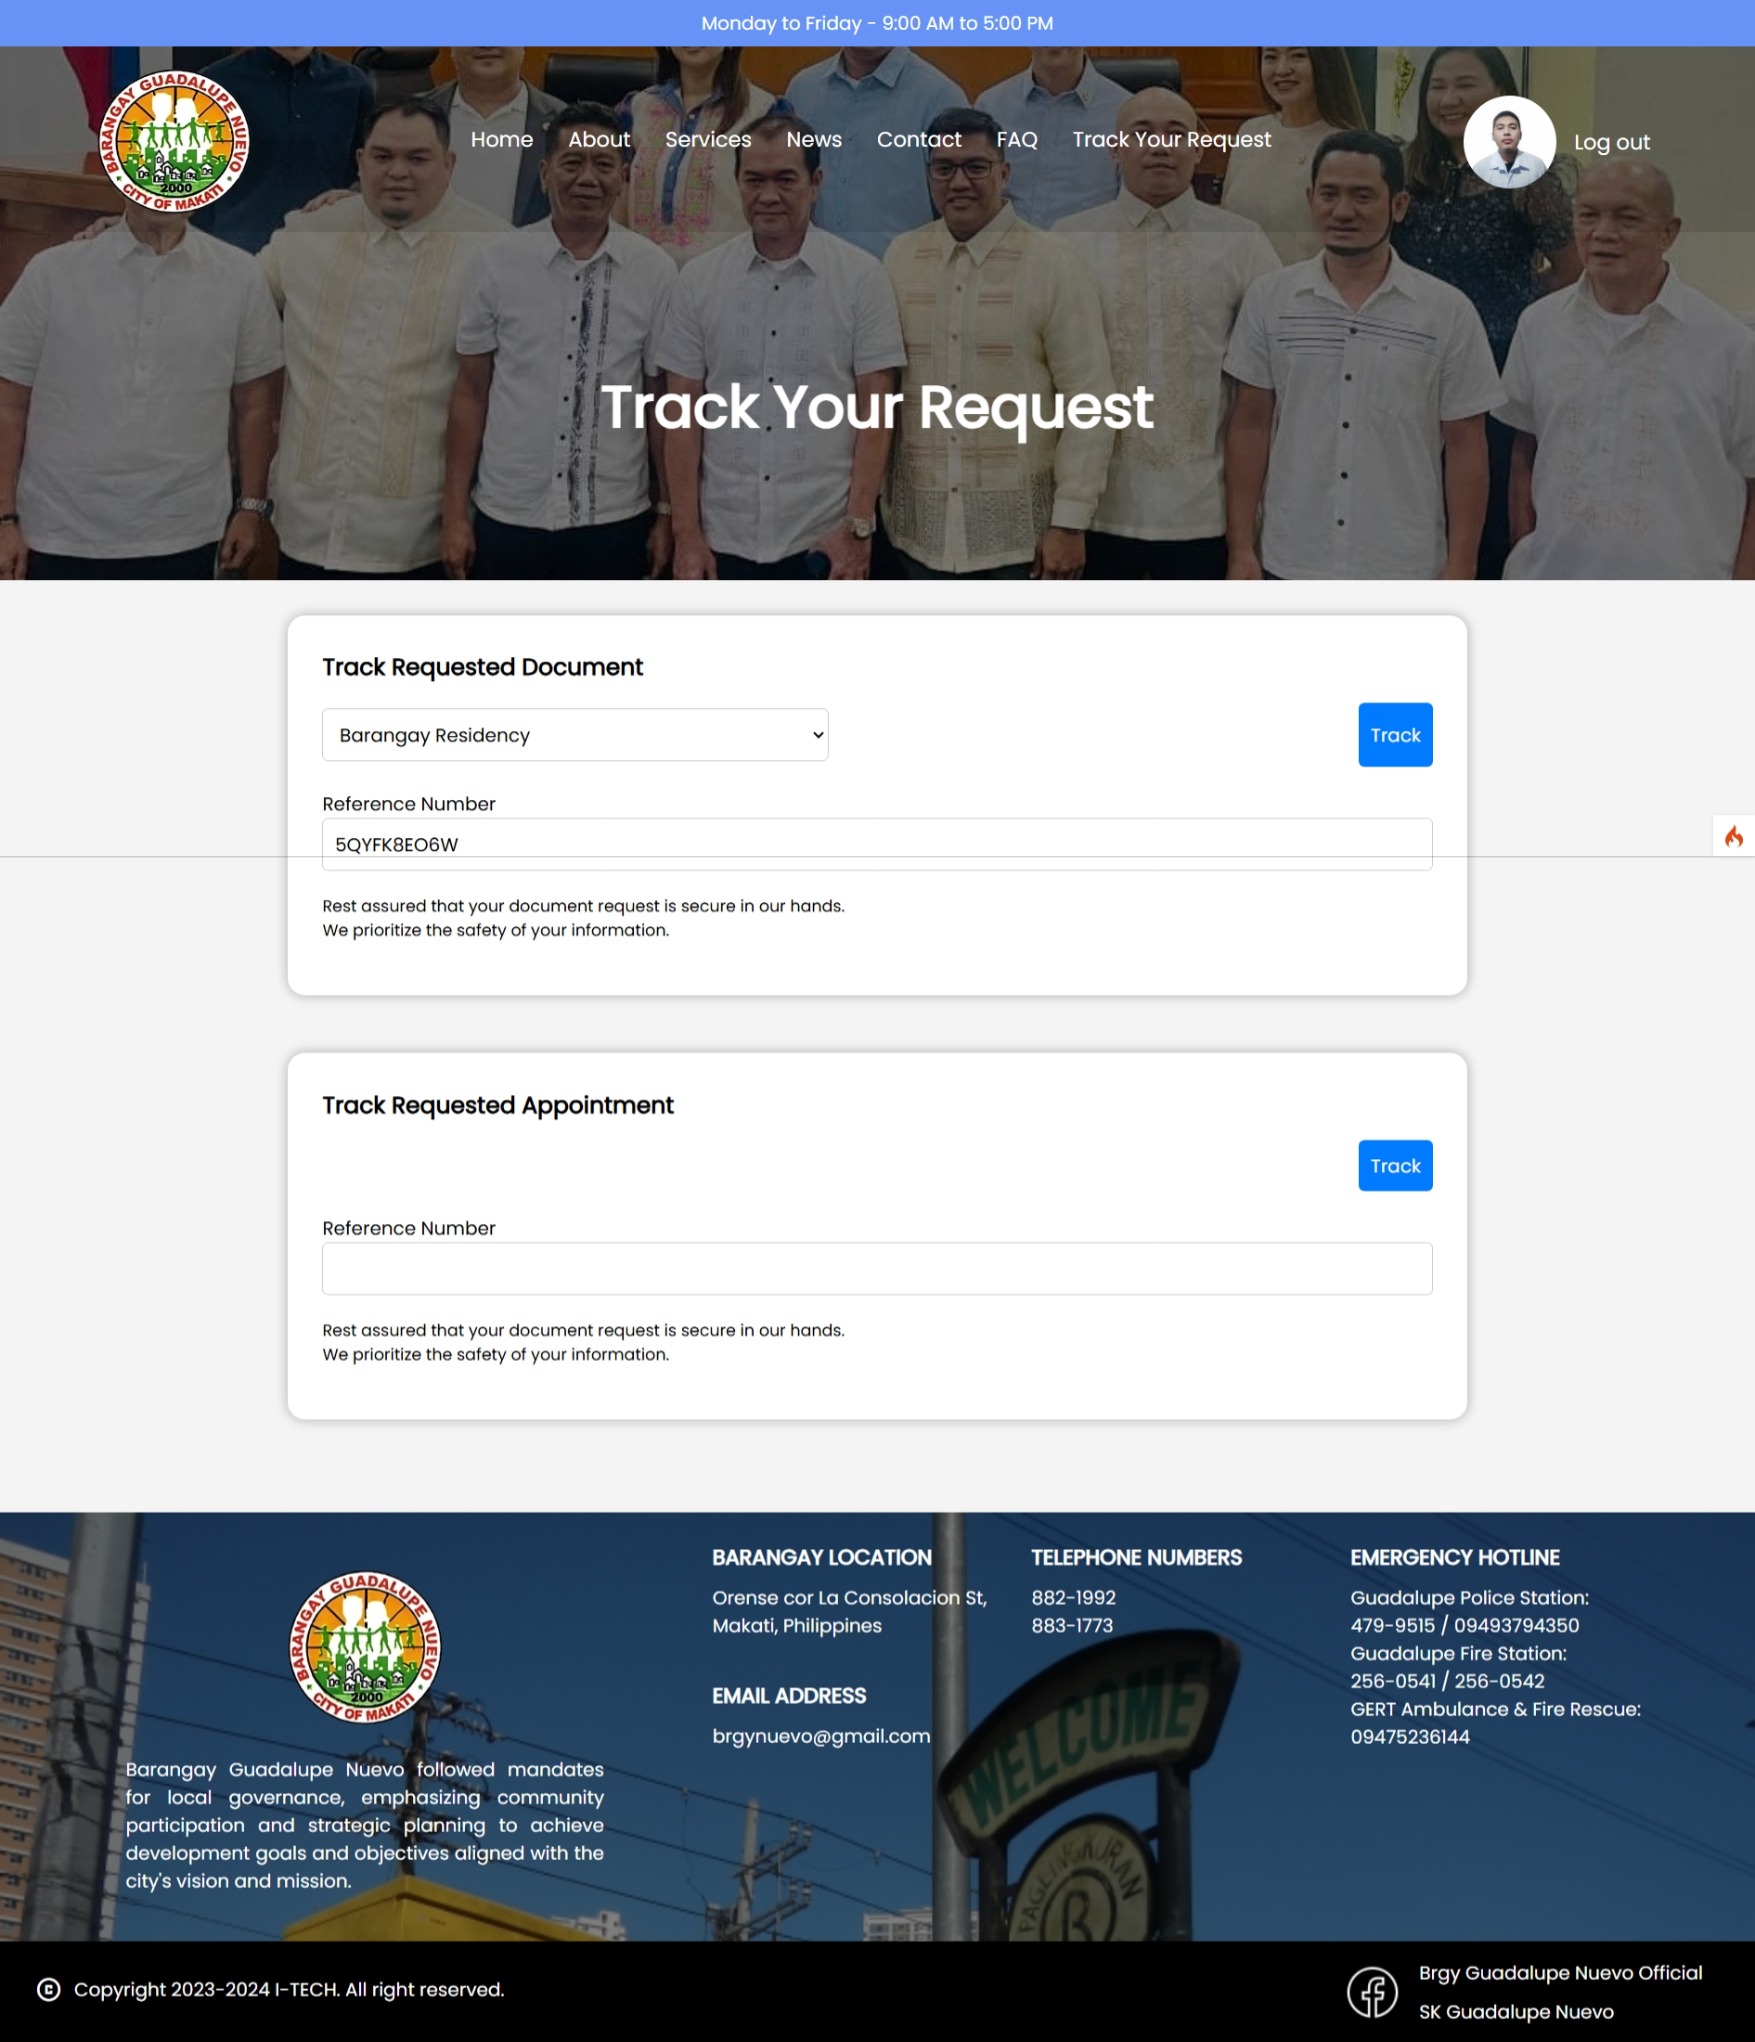 Monday to Friday - 9:00 AM to 5:00 PM
BARANGAY GUADALUPE NUEVO
2000
CITY OF MAKATI
Home About Services News Contact FAQ Track Your Request
Log out
Track Your Request
Track Requested Document
Barangay Residency
Track
Reference Number
5QYFK8EO6W
Rest assured that your document request is secure in our hands.
We prioritize the safety of your information.
Track Requested Appointment
Track
Reference Number
Rest assured that your document request is secure in our hands.
We prioritize the safety of your information.
BARANGAY GUADALUPE NUEVO
2000
CITY OF MAKATI
Barangay Guadalupe Nuevo followed mandates
for local governance, emphasizing community
participation and strategic planning to achieve
development goals and objectives aligned with the
city's vision and mission.
BARANGAY LOCATION
Orense cor La Consolacion St,
Makati, Philippines
EMAIL ADDRESS
brgynuevo@gmail.com
TELEPHONE NUMBERS
882-1992
883-1773
EMERGENCY HOTLINE
Guadalupe Police Station:
479-9515 / 09493794350
Guadalupe Fire Station:
256-0541 / 256-0542
GERT Ambulance & Fire Rescue:
09475236144
WELCOME
Copyright 2023-2024 I-TECH. All right reserved.
Brgy Guadalupe Nuevo Official
SK Guadalupe Nuevo